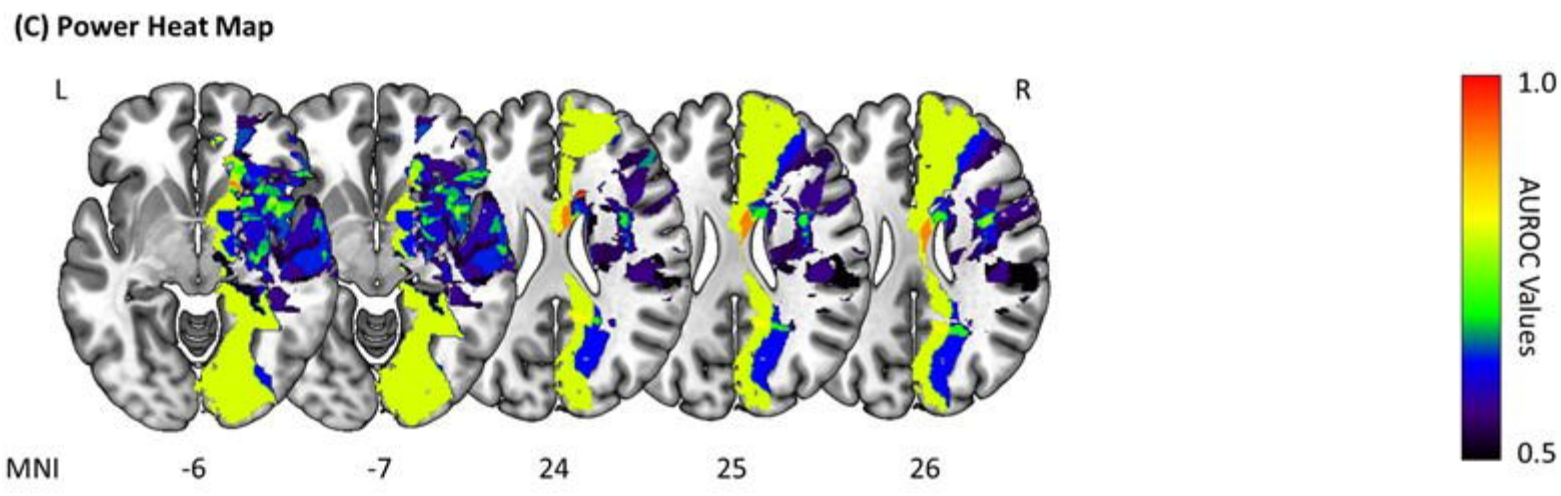 (C) Power Heat Map
L
R
MNI
-6
-7
24
25
26
1.0
AUROC Values
0.5